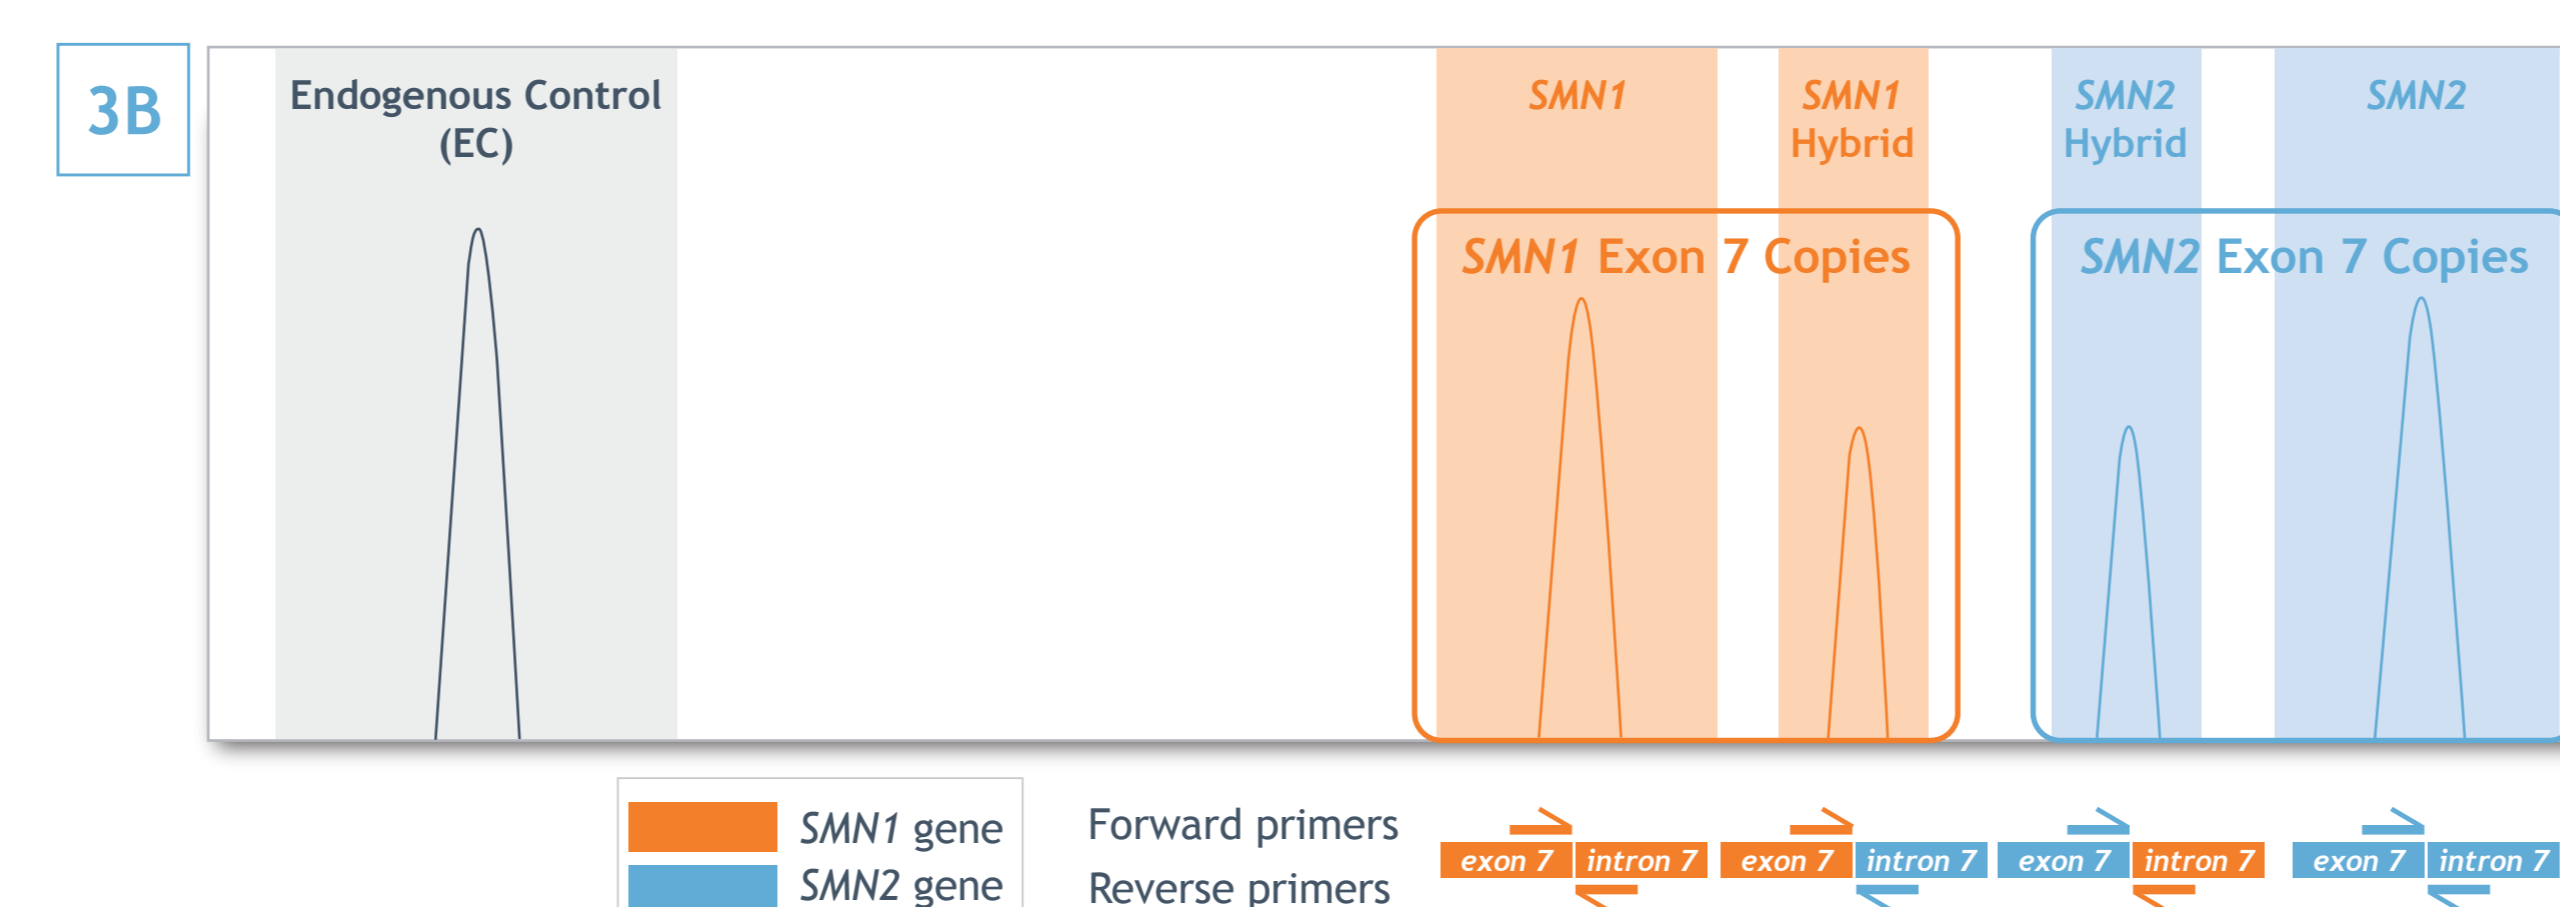 3B
Endogenous Control
(EC)
SMN1
SMN1
Hybrid
SMN2
Hybrid
SMN2
SMN1 Exon 7 Copies
SMN2 Exon 7 Copies
SMN1 gene
SMN2 gene
Forward primers
Reverse primers
exon 7 intron 7
exon 7 intron 7
exon 7 intron 7
exon 7 intron 7